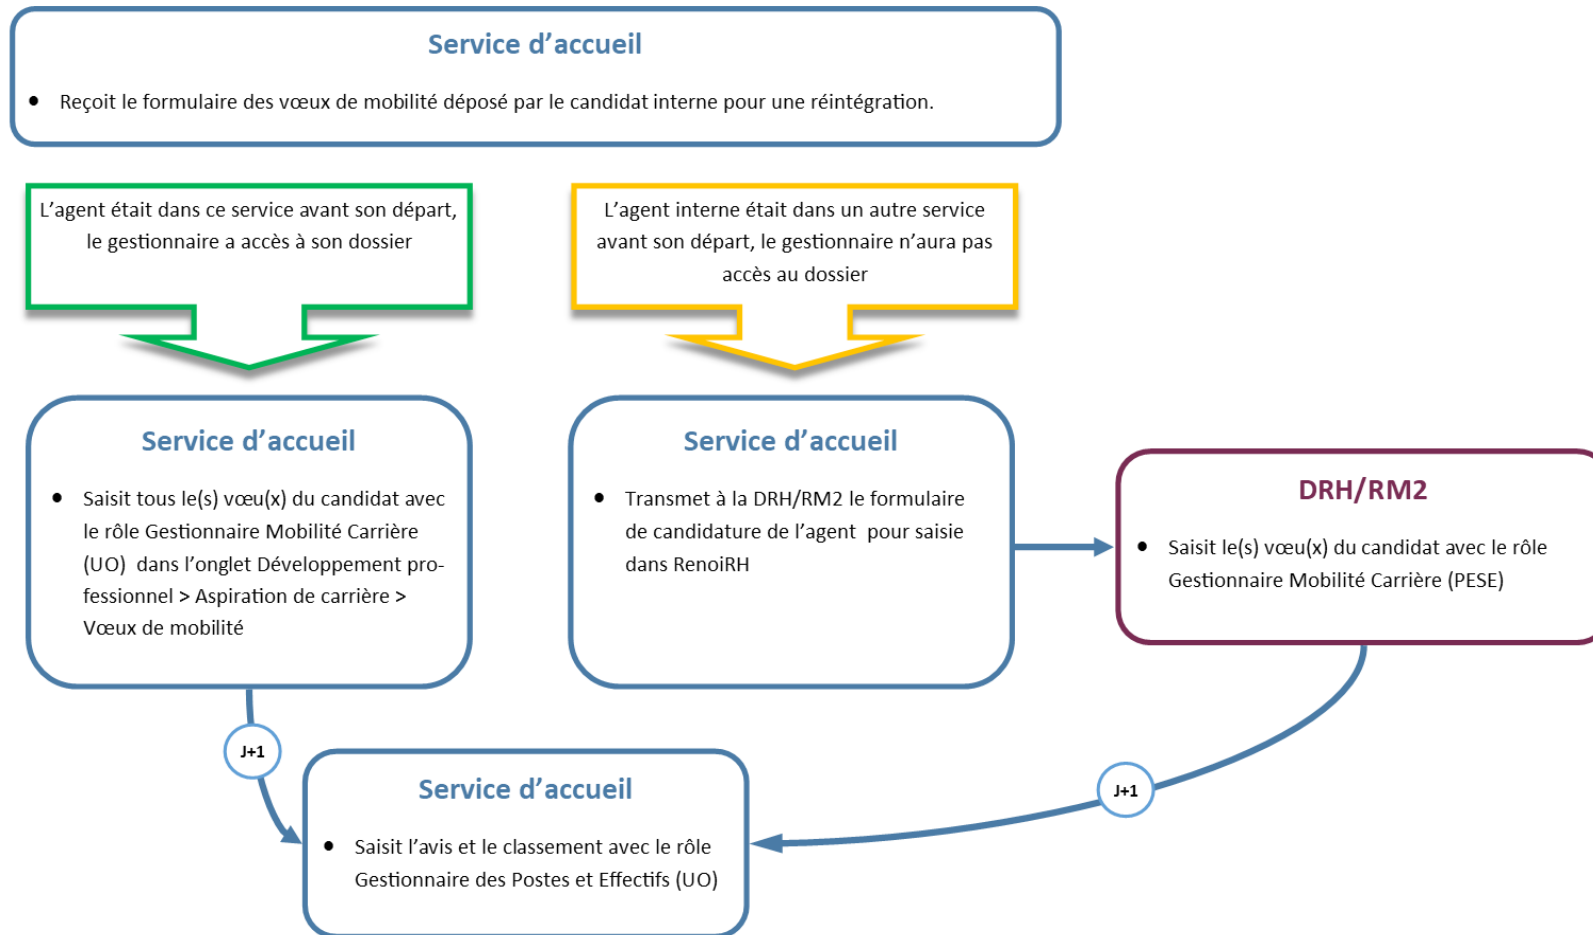 Service d’accueil
• Reçoit le formulaire des vœux de mobilité déposé par le candidat interne pour une réintégration.
L’agent était dans ce service avant son départ,
le gestionnaire a accès à son dossier
L’agent interne était dans un autre service
avant son départ, le gestionnaire n’aura pas
accès au dossier
Service d’accueil
• Saisit tous le(s) vœu(x) du candidat avec
le rôle Gestionnaire Mobilité Carrière
(UO) dans l’onglet Développement pro-
fessionnel > Aspiration de carrière >
Vœux de mobilité
Service d’accueil
• Transmet à la DRH/RM2 le formulaire
de candidature de l’agent pour saisie
dans RenoiRH
DRH/RM2
• Saisit le(s) vœu(x) du candidat avec le rôle
Gestionnaire Mobilité Carrière (PESE)
J+1
J+1
Service d’accueil
• Saisit l’avis et le classement avec le rôle
Gestionnaire des Postes et Effectifs (UO)